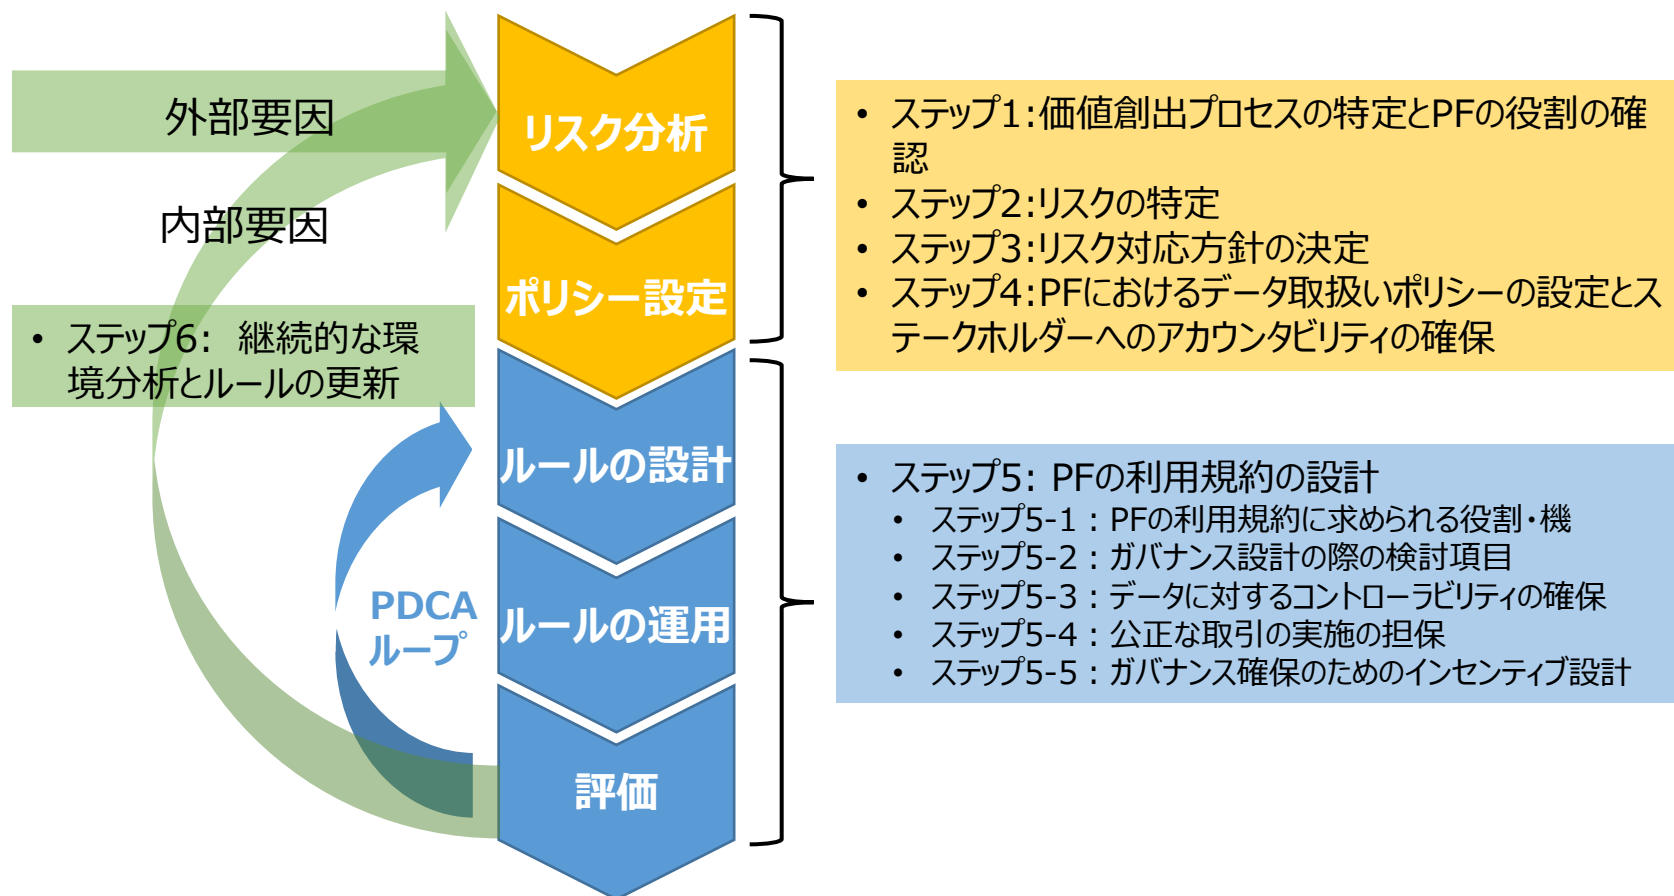 外部要因
内部要因
• ステップ6: 継続的な環
境分析とルールの更新
PDCA
ループ
リスク分析
ポリシー設定
ルールの設計
ルールの運用
評価
• ステップ1:価値創出プロセスの特定とPFの役割の確
認
• ステップ2:リスクの特定
• ステップ3:リスク対応方針の決定
• ステップ4:PFにおけるデータ取扱いポリシーの設定とス
テークホルダーへのアカウンタビリティの確保
• ステップ5: PFの利用規約の設計
• ステップ5-1:PFの利用規約に求められる役割・機
• ステップ5-2:ガバナンス設計の際の検討項目
• ステップ5-3:データに対するコントローラビリティの確保
• ステップ5-4:公正な取引の実施の担保
• ステップ5-5:ガバナンス確保のためのインセンティブ設計